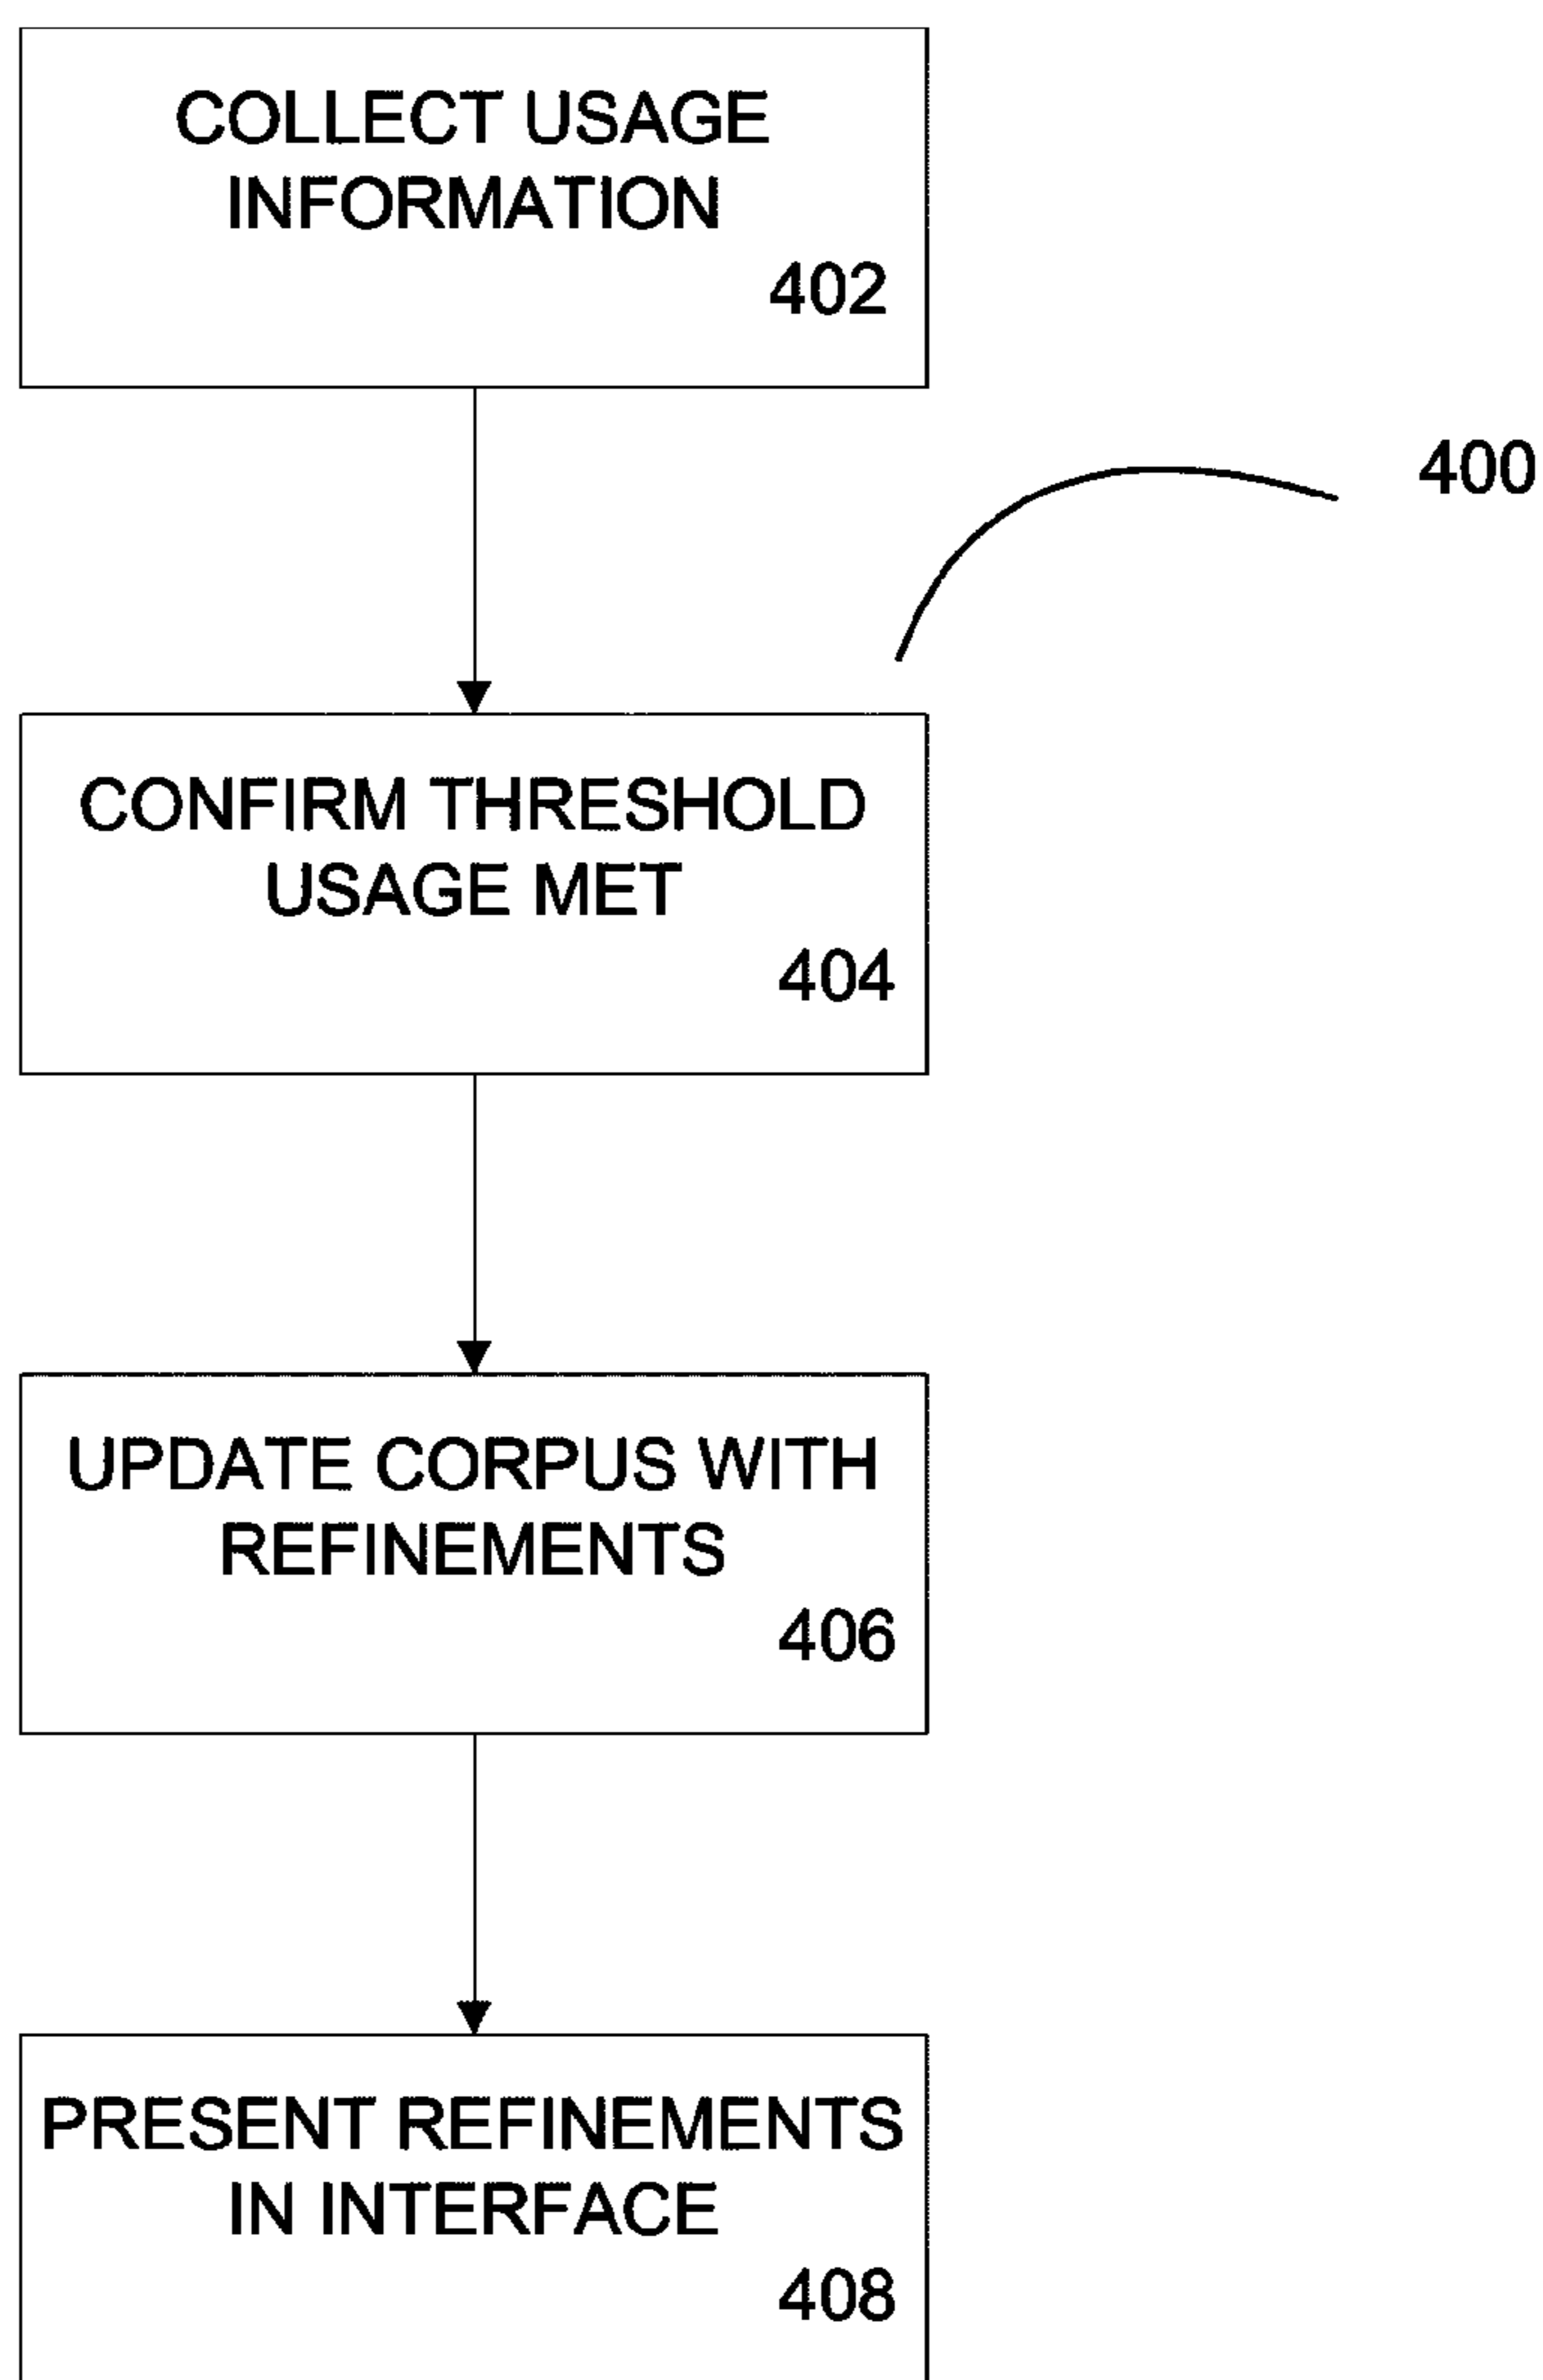 COLLECT USAGE
INFORMATION
402
400
CONFIRM THRESHOLD
USAGE MET
404
UPDATE CORPUS WITH
REFINEMENTS
406
PRESENT REFINEMENTS
IN INTERFACE
408